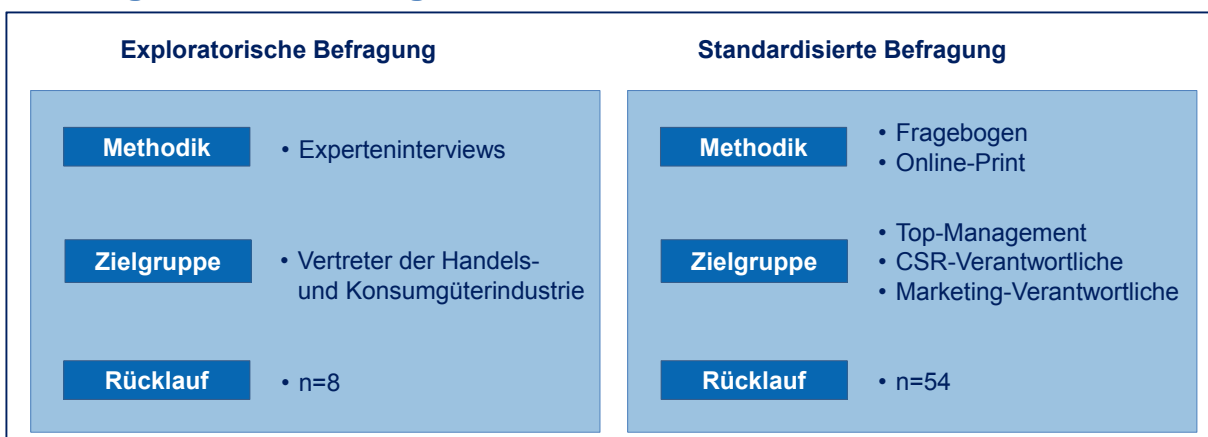 Exploratorische Befragung
Methodik
• Experteninterviews
Zielgruppe
• Vertreter der Handels-
und Konsumgüterindustrie
Rücklauf
• n=8
Standardisierte Befragung
Methodik
• Fragebogen
• Online-Print
Zielgruppe
• Top-Management
• CSR-Verantwortliche
• Marketing-Verantwortliche
Rücklauf
• n=54